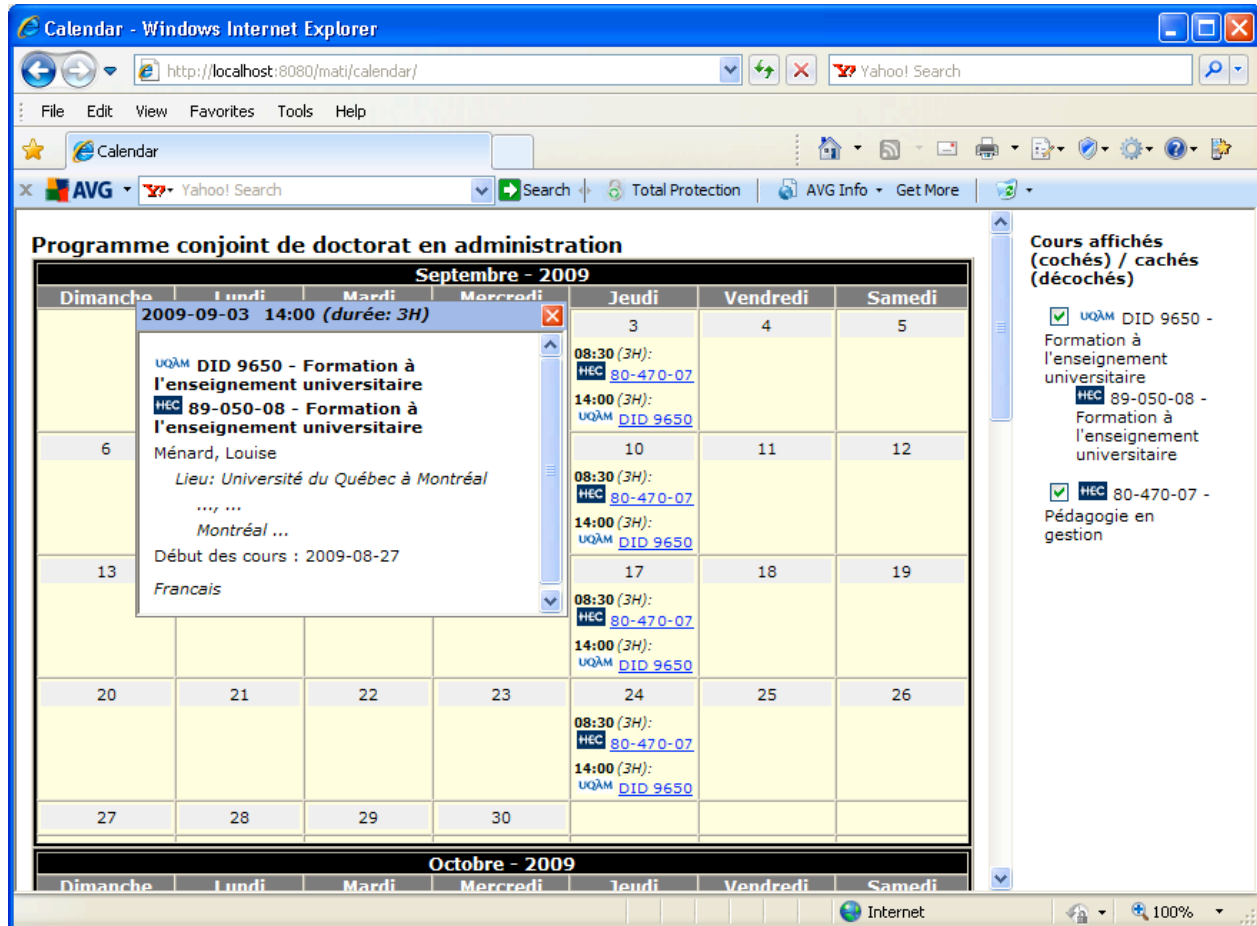 Calendar - Windows Internet Explorer
http://localhost:8080/mati/calendar/
Yahoo! Search
File Edit View Favorites Tools Help
Calendar
AVG Yahoo! Search Search Total Protection AVG Info Get More
Programme conjoint de doctorat en administration
Septembre - 2009
Dimanche Lundi Mardi Mercredi Jeudi Vendredi Samedi
2009-09-03 14:00 (durée: 3H)
UQÀM DID 9650 - Formation à
l'enseignement universitaire
HEC 89-050-08 - Formation à
l'enseignement universitaire
Ménard, Louise
Lieu: Université du Québec à Montréal
..., ...
Montréal ...
Début des cours : 2009-08-27
Francais
3 4 5
08:30 (3H):
HEC 80-470-07
14:00 (3H):
UQÀM DID 9650
6 10 11 12
08:30 (3H):
HEC 80-470-07
14:00 (3H):
UQÀM DID 9650
13 17 18 19
08:30 (3H):
HEC 80-470-07
14:00 (3H):
UQÀM DID 9650
20 21 22 23 24 25 26
08:30 (3H):
HEC 80-470-07
14:00 (3H):
UQÀM DID 9650
27 28 29 30
Octobre - 2009
Dimanche Lundi Mardi Mercredi Jeudi Vendredi Samedi
Cours affichés
(cochés) / cachés
(décochés)
UQÀM DID 9650 -
Formation à
l'enseignement
universitaire
HEC 89-050-08 -
Formation à
l'enseignement
universitaire
HEC 80-470-07 -
Pédagogie en
gestion
Internet 100%